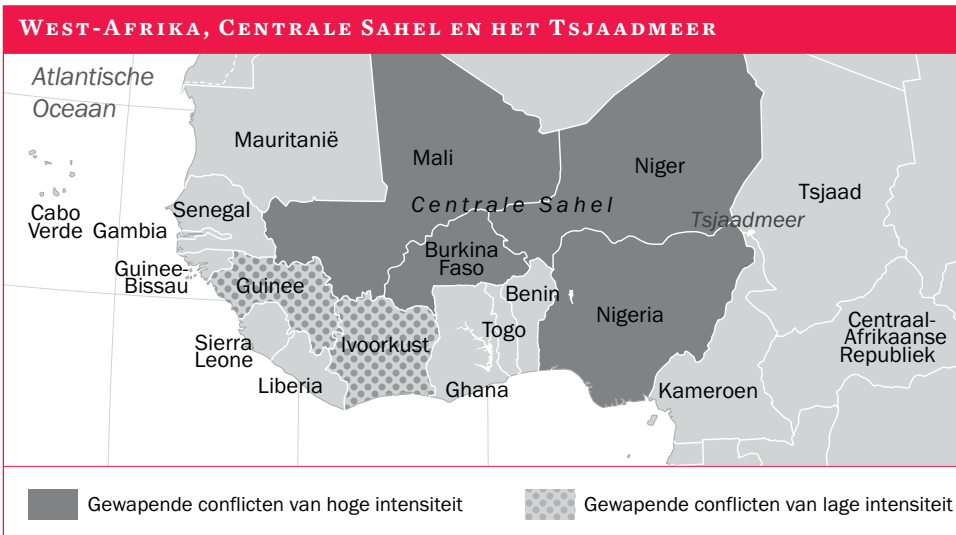 West-Afrika, Centrale Sahel en het Tsjaadmeer
Atlantische
Oceaan
Mauritanië
Mali
Niger
Tsjaad
Centrale Sahel
Tsjaadmeer
Cabo
Verde
Gambia
Senegal
Burkina
Faso
Guinee-
Bissau
Guinee
Benin
Nigeria
Centraal-
Afrikaanse
Republiek
Sierra
Leone
Ivoorkust
Togo
Liberia
Ghana
Kameroen
Gewapende conflicten van hoge intensiteit
Gewapende conflicten van lage intensiteit